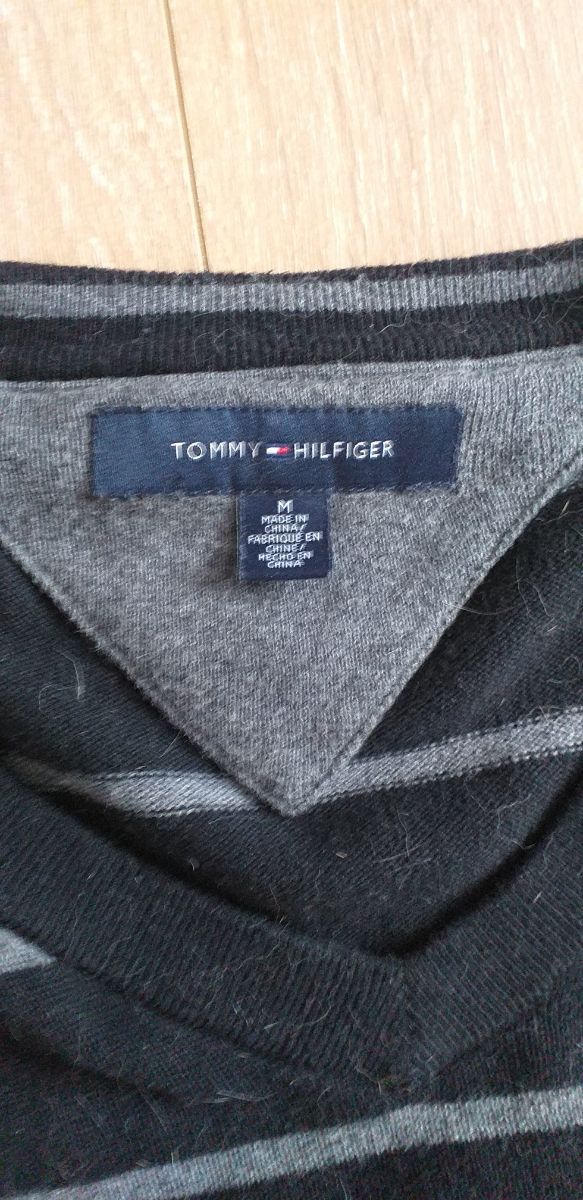 TOMMY HILFIGER
M
MADE IN
CHINA/
FABRIQUÉ EN
CHINE/
HECHO EN
CHINA